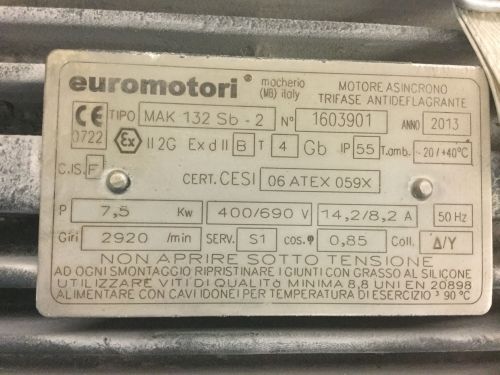 euromotori® macherio (MB) italy MOTORE ASINCRONO TRIFASE ANTIDEFLAGRANTE
CE 0722 TIPO MAK 132 Sb - 2 N° 1603901 ANNO 2013
Ex II 2G Ex d II B T 4 Gb IP 55 T.amb. -20/+40°C
C.IS. F CERT. CESI 06 ATEX 059X
P 7,5 Kw 400/690 V 14,2/8,2 A 50 Hz
Giri 2920 /min SERV. S1 cos.φ 0,85 Coll. Δ/Y
NON APRIRE SOTTO TENSIONE
AD OGNI SMONTAGGIO RIPRISTINARE I GIUNTI CON GRASSO AL SILICONE
UTILIZZARE VITI DI QUALITÀ MINIMA 8,8 UNI EN 20898
ALIMENTARE CON CAVI IDONEI PER TEMPERATURA DI ESERCIZIO ³ 90 °C